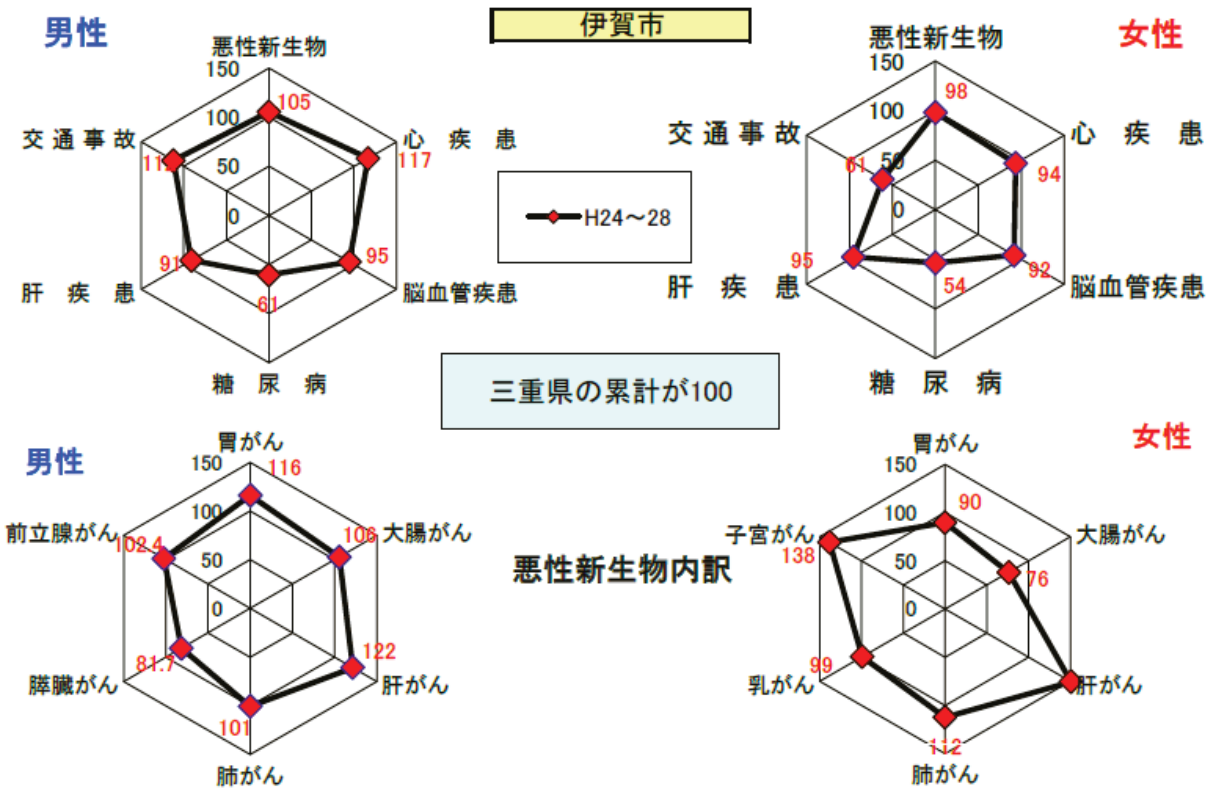 伊賀市
男性
悪性新生物
150
100
50
0
105
心疾患
117
脳血管疾患
95
糖尿病
61
肝疾患
91
交通事故
H24～28
女性
悪性新生物
150
100
50
0
98
心疾患
94
脳血管疾患
92
糖尿病
54
肝疾患
95
交通事故
61
三重県の累計が100
悪性新生物内訳
男性
胃がん
150
100
50
0
116
大腸がん
106
肝がん
122
肺がん
101
膵臓がん
81.7
前立腺がん
102.4
女性
胃がん
150
100
50
0
90
大腸がん
76
肝がん
肺がん
112
乳がん
99
子宮がん
138